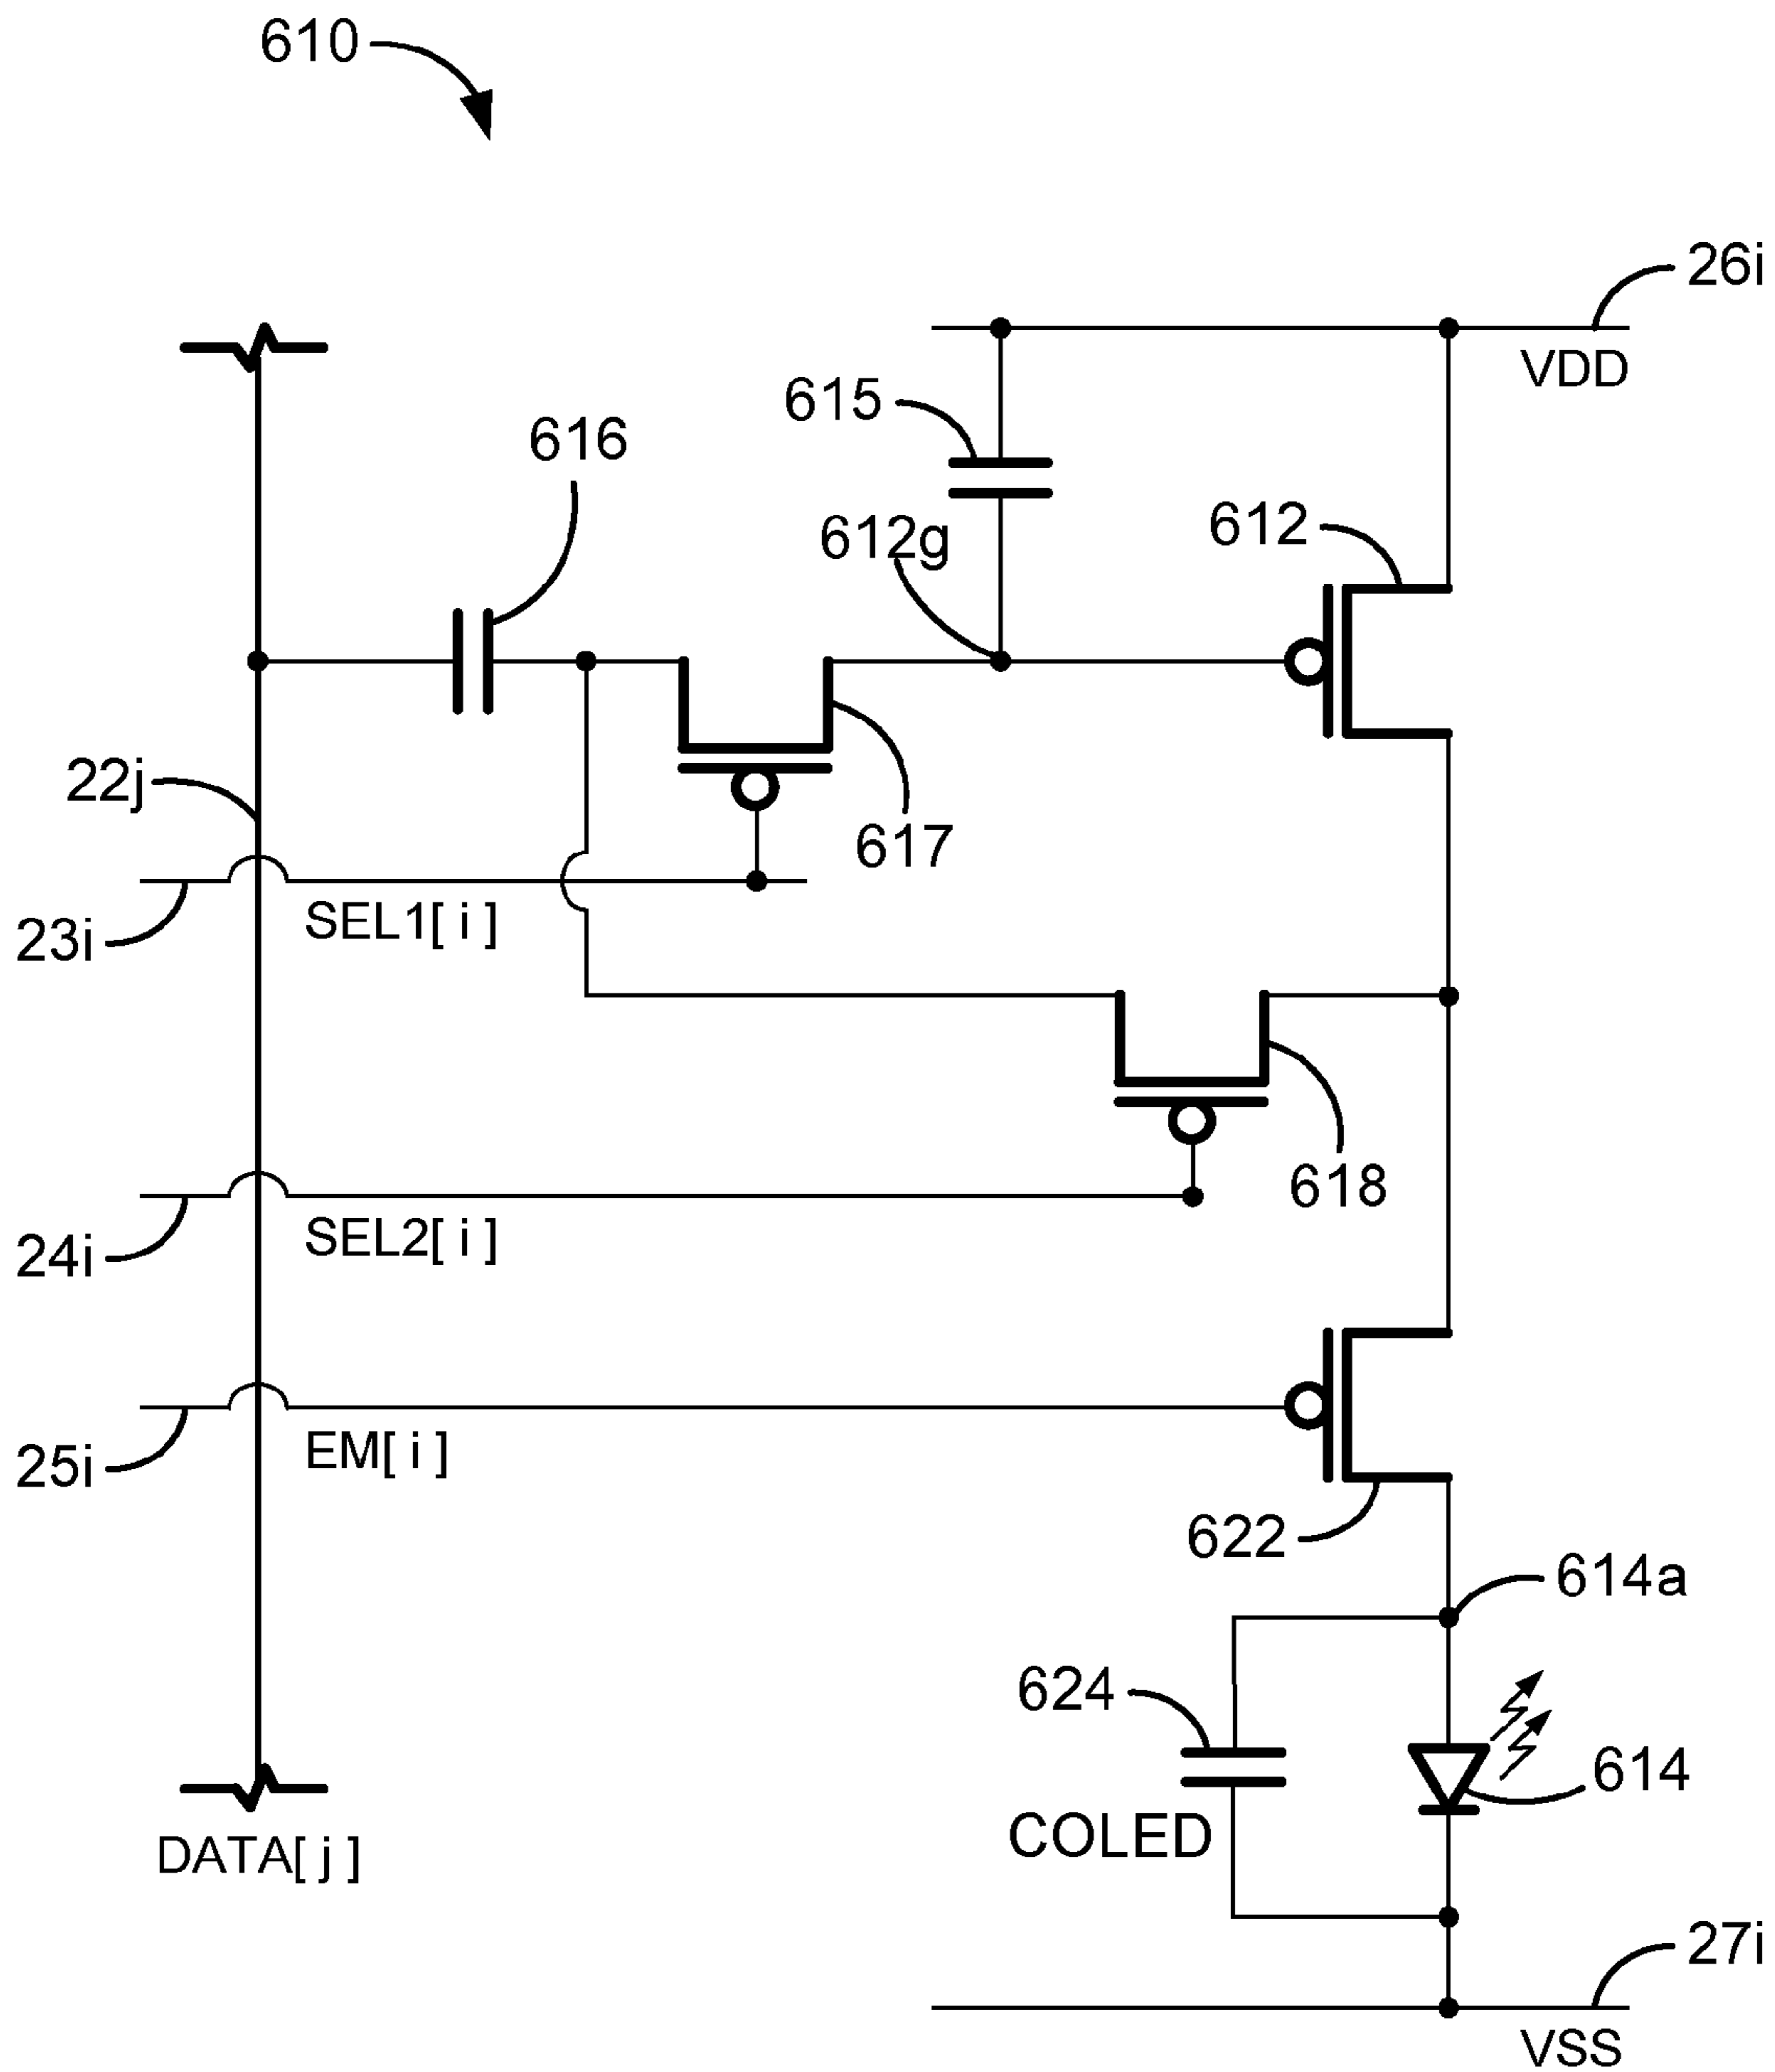 610
26i
VDD
615
616
612g
612
22j
617
SEL1[ i ]
23i
618
SEL2[ i ]
24i
EM[ i ]
25i
622
614a
624
614
COLED
DATA[ j ]
27i
VSS